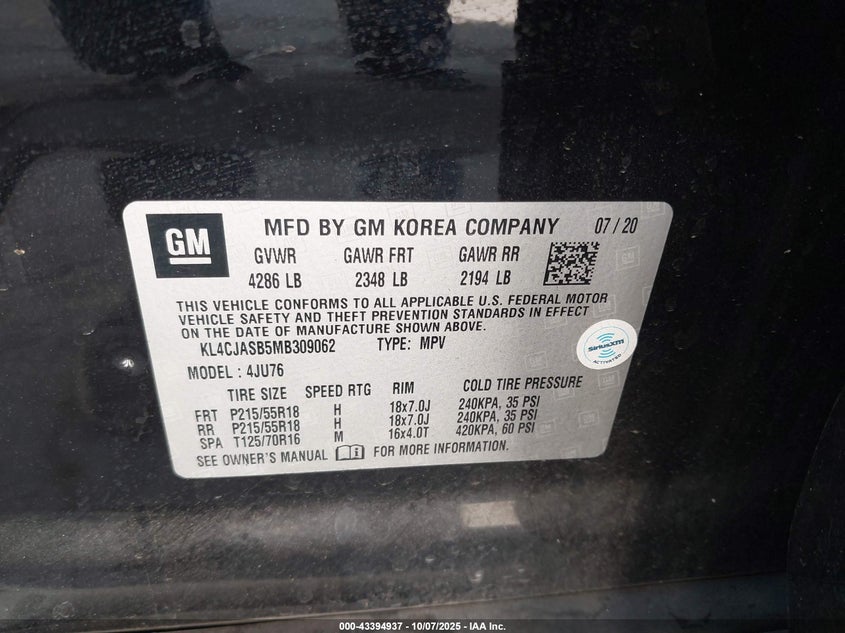 GM
MFD BY GM KOREA COMPANY 07/20
GVWR GAWR FRT GAWR RR
4286 LB 2348 LB 2194 LB
THIS VEHICLE CONFORMS TO ALL APPLICABLE U.S. FEDERAL MOTOR
VEHICLE SAFETY AND THEFT PREVENTION STANDARDS IN EFFECT
ON THE DATE OF MANUFACTURE SHOWN ABOVE.
KL4CJASB5MB309062 TYPE: MPV
SiriusXM
ACTIVATED
MODEL : 4JU76
TIRE SIZE SPEED RTG RIM COLD TIRE PRESSURE
FRT P215/55R18 H 18x7.0J 240KPA, 35 PSI
RR P215/55R18 H 18x7.0J 240KPA, 35 PSI
SPA T125/70R16 M 16x4.0T 420KPA, 60 PSI
SEE OWNER'S MANUAL FOR MORE INFORMATION.
000-43394937 - 10/07/2025 - IAA Inc.